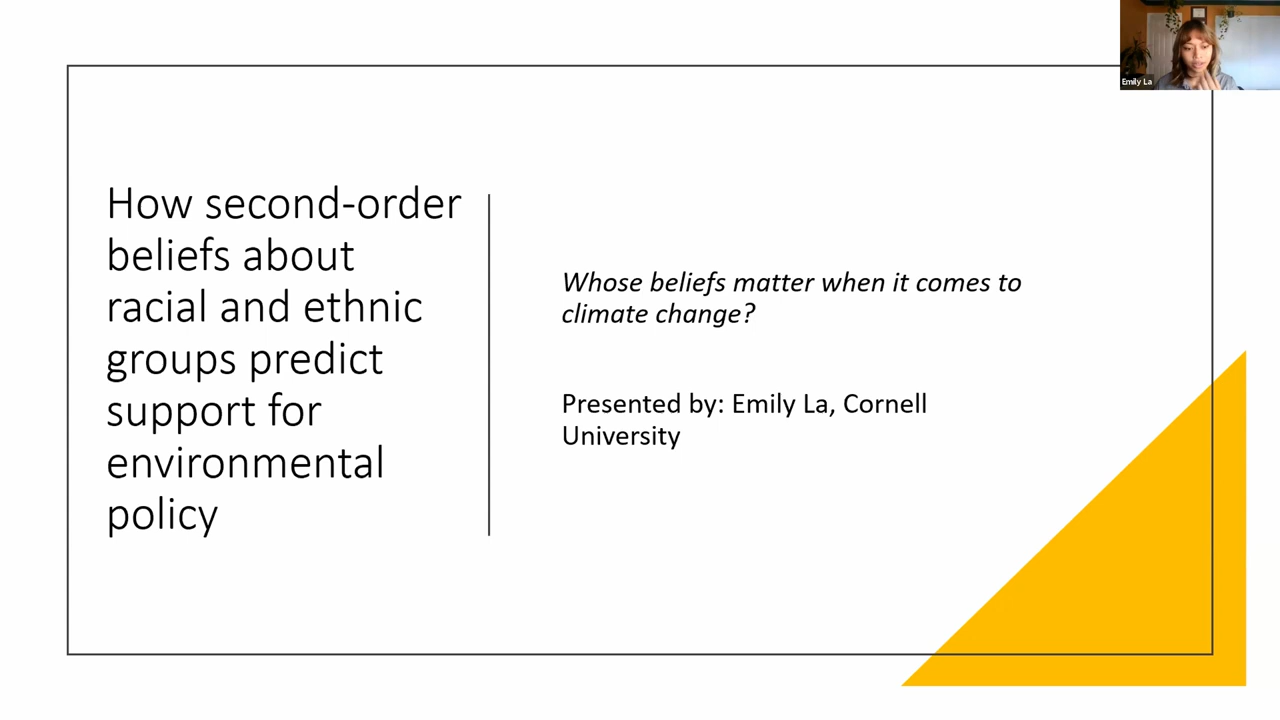 How second-order
beliefs about
racial and ethnic
groups predict
support for
environmental
policy
Whose beliefs matter when it comes to
climate change?
Presented by: Emily La, Cornell
University
Emily La